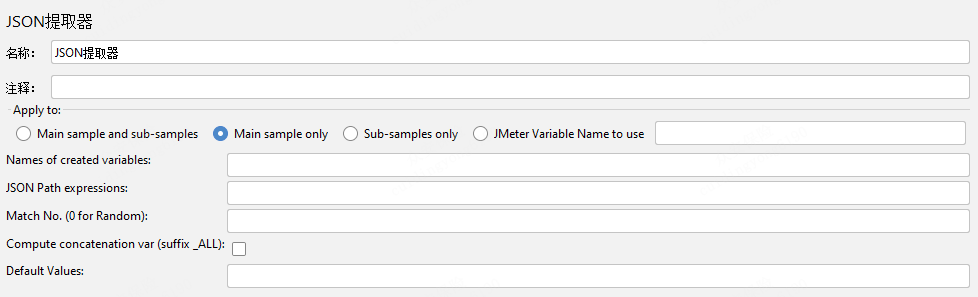 JSON提取器
名称： JSON提取器
注释：
Apply to:
Main sample and sub-samples Main sample only Sub-samples only JMeter Variable Name to use
Names of created variables:
JSON Path expressions:
Match No. (0 for Random):
Compute concatenation var (suffix _ALL):
Default Values: